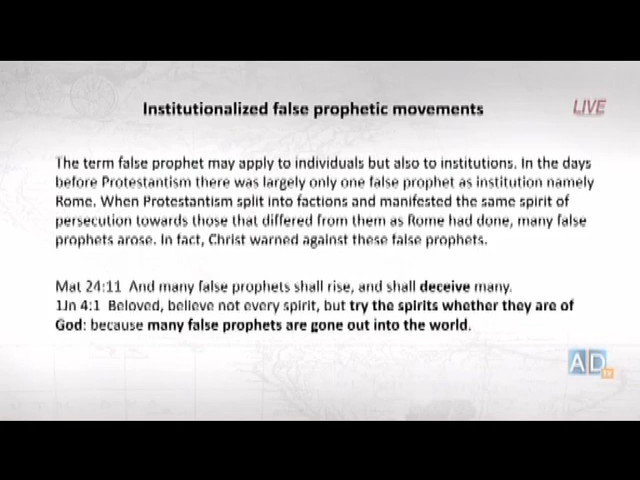 Institutionalized false prophetic movements
LIVE
The term false prophet may apply to individuals but also to institutions. In the days
before Protestantism there was largely only one false prophet as institution namely
Rome. When Protestantism split into factions and manifested the same spirit of
persecution towards those that differed from them as Rome had done, many false
prophets arose. In fact, Christ warned against these false prophets.
Mat 24:11 And many false prophets shall rise, and shall deceive many.
1Jn 4:1 Beloved, believe not every spirit, but try the spirits whether they are of
God: because many false prophets are gone out into the world.
AD
tv